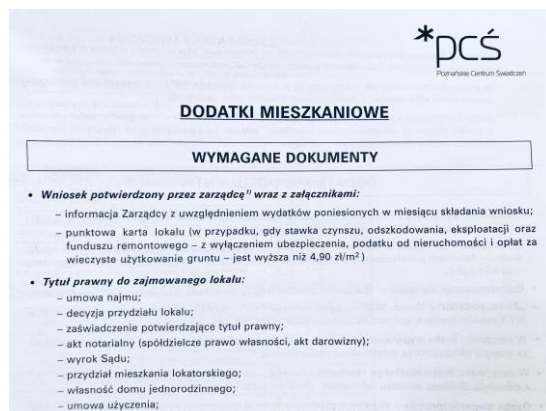 *pcś
Poznańskie Centrum Świadczeń
DODATKI MIESZKANIOWE
WYMAGANE DOKUMENTY
• Wniosek potwierdzony przez zarządcę¹⁾ wraz z załącznikami:
– informacja Zarządcy z uwzględnieniem wydatków poniesionych w miesiącu składania wniosku;
– punktowa karta lokalu (w przypadku, gdy stawka czynszu, odszkodowania, eksploatacji oraz
funduszu remontowego – z wyłączeniem ubezpieczenia, podatku od nieruchomości i opłat za
wieczyste użytkowanie gruntu – jest wyższa niż 4,90 zł/m²)
• Tytuł prawny do zajmowanego lokalu:
– umowa najmu;
– decyzja przydziału lokalu;
– zaświadczenie potwierdzające tytuł prawny;
– akt notarialny (spółdzielcze prawo własności, akt darowizny);
– wyrok Sądu;
– przydział mieszkania lokatorskiego;
– własność domu jednorodzinnego;
– umowa użyczenia;